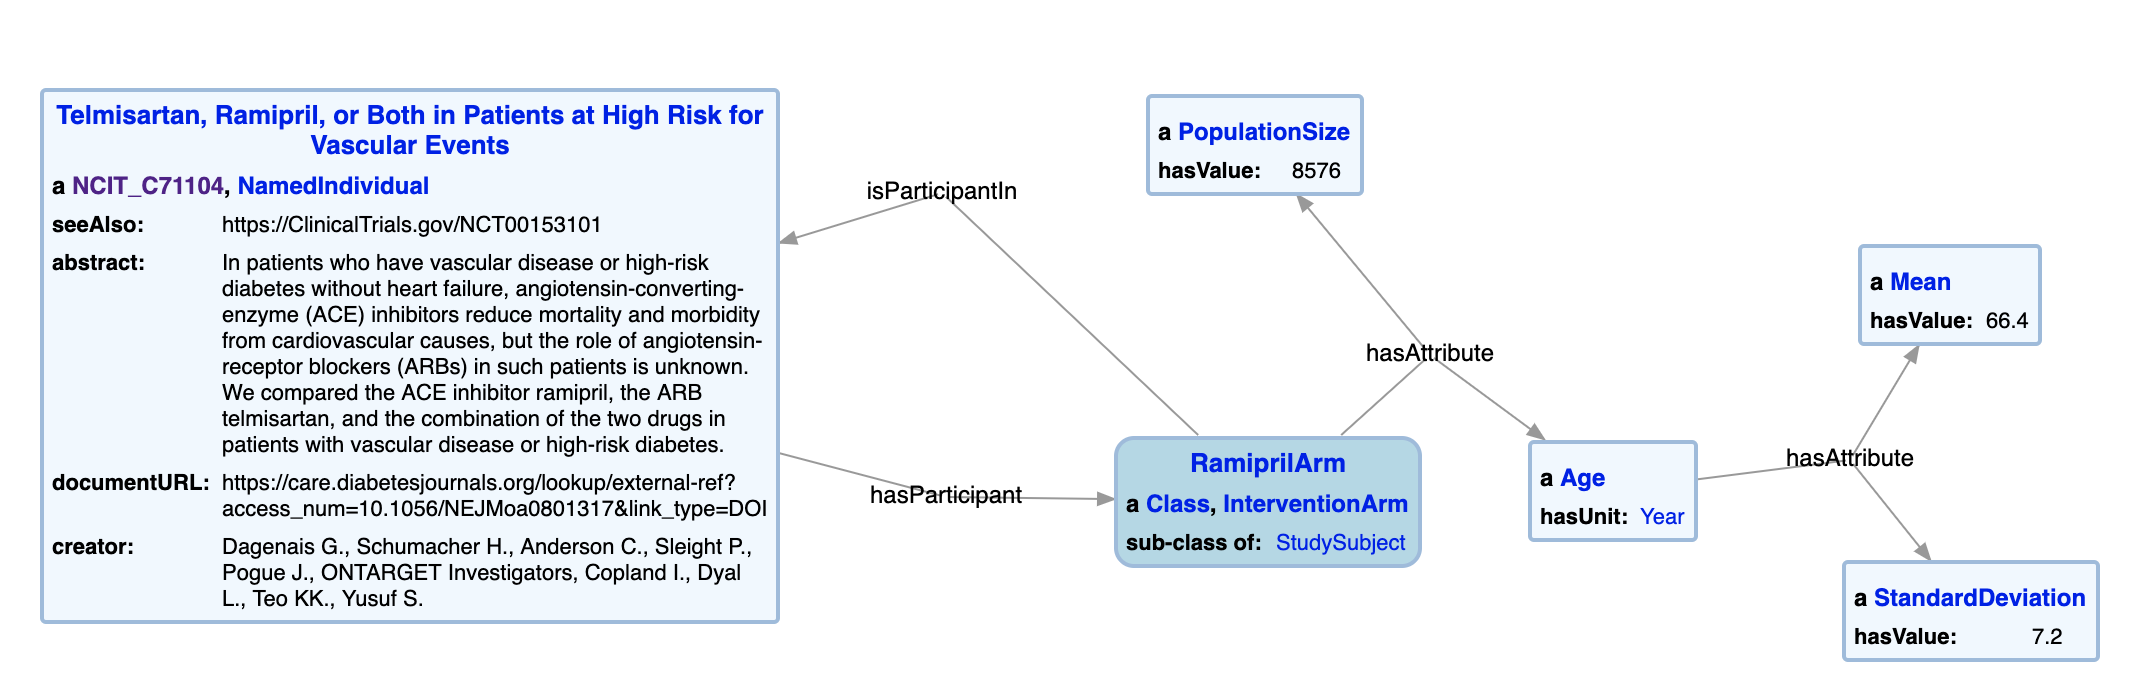 Telmisartan, Ramipril, or Both in Patients at High Risk for
Vascular Events
a NCIT_C71104, NamedIndividual
seeAlso: https://ClinicalTrials.gov/NCT00153101
abstract: In patients who have vascular disease or high-risk
diabetes without heart failure, angiotensin-converting-
enzyme (ACE) inhibitors reduce mortality and morbidity
from cardiovascular causes, but the role of angiotensin-
receptor blockers (ARBs) in such patients is unknown.
We compared the ACE inhibitor ramipril, the ARB
telmisartan, and the combination of the two drugs in
patients with vascular disease or high-risk diabetes.
documentURL: https://care.diabetesjournals.org/lookup/external-ref?
access_num=10.1056/NEJMoa0801317&link_type=DOI
creator: Dagenais G., Schumacher H., Anderson C., Sleight P.,
Pogue J., ONTARGET Investigators, Copland I., Dyal
L., Teo KK., Yusuf S.
isParticipantIn
hasParticipant
RamiprilArm
a Class, InterventionArm
sub-class of: StudySubject
a PopulationSize
hasValue: 8576
hasAttribute
a Age
hasUnit: Year
hasAttribute
a Mean
hasValue: 66.4
a StandardDeviation
hasValue: 7.2